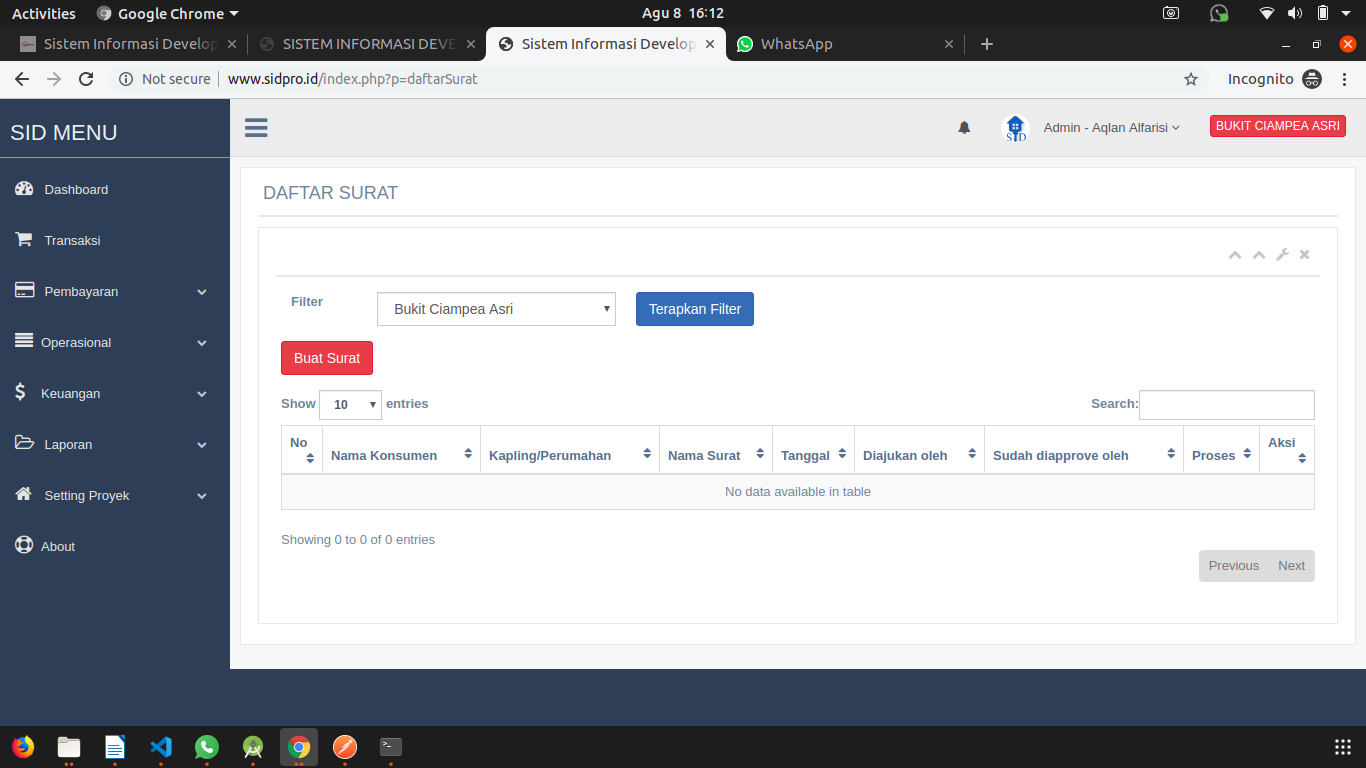 Activities Google Chrome Agu 8 16:12
Sistem Informasi Develop SISTEM INFORMASI DEVE Sistem Informasi Develop WhatsApp
Not secure www.sidpro.id/index.php?p=daftarSurat Incognito
SID MENU
SID Admin - Aqlan Alfarisi BUKIT CIAMPEA ASRI
Dashboard
Transaksi
Pembayaran
Operasional
Keuangan
Laporan
Setting Proyek
About
DAFTAR SURAT
Filter Bukit Ciampea Asri Terapkan Filter
Buat Surat
Show 10 entries Search:
No Nama Konsumen Kapling/Perumahan Nama Surat Tanggal Diajukan oleh Sudah diapprove oleh Proses Aksi
No data available in table
Showing 0 to 0 of 0 entries
Previous Next